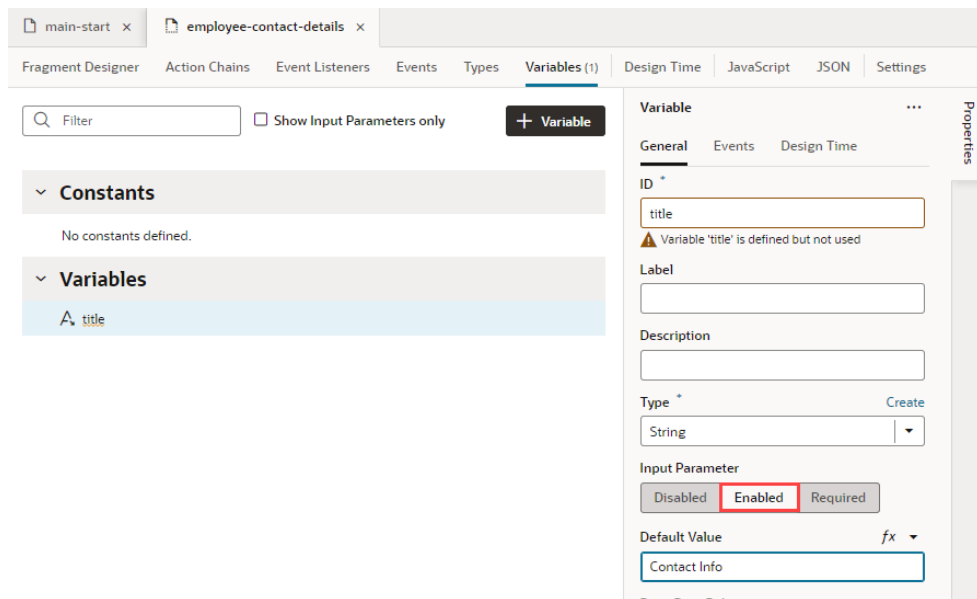 main-start ×
employee-contact-details ×
Fragment Designer Action Chains Event Listeners Events Types Variables (1) Design Time JavaScript JSON Settings
Filter
Show Input Parameters only
+ Variable
Constants
No constants defined.
Variables
title
Variable ...
General Events Design Time
ID *
title
Variable 'title' is defined but not used
Label
Description
Type * Create
String
Input Parameter
Disabled Enabled Required
Default Value fx
Contact Info
Properties